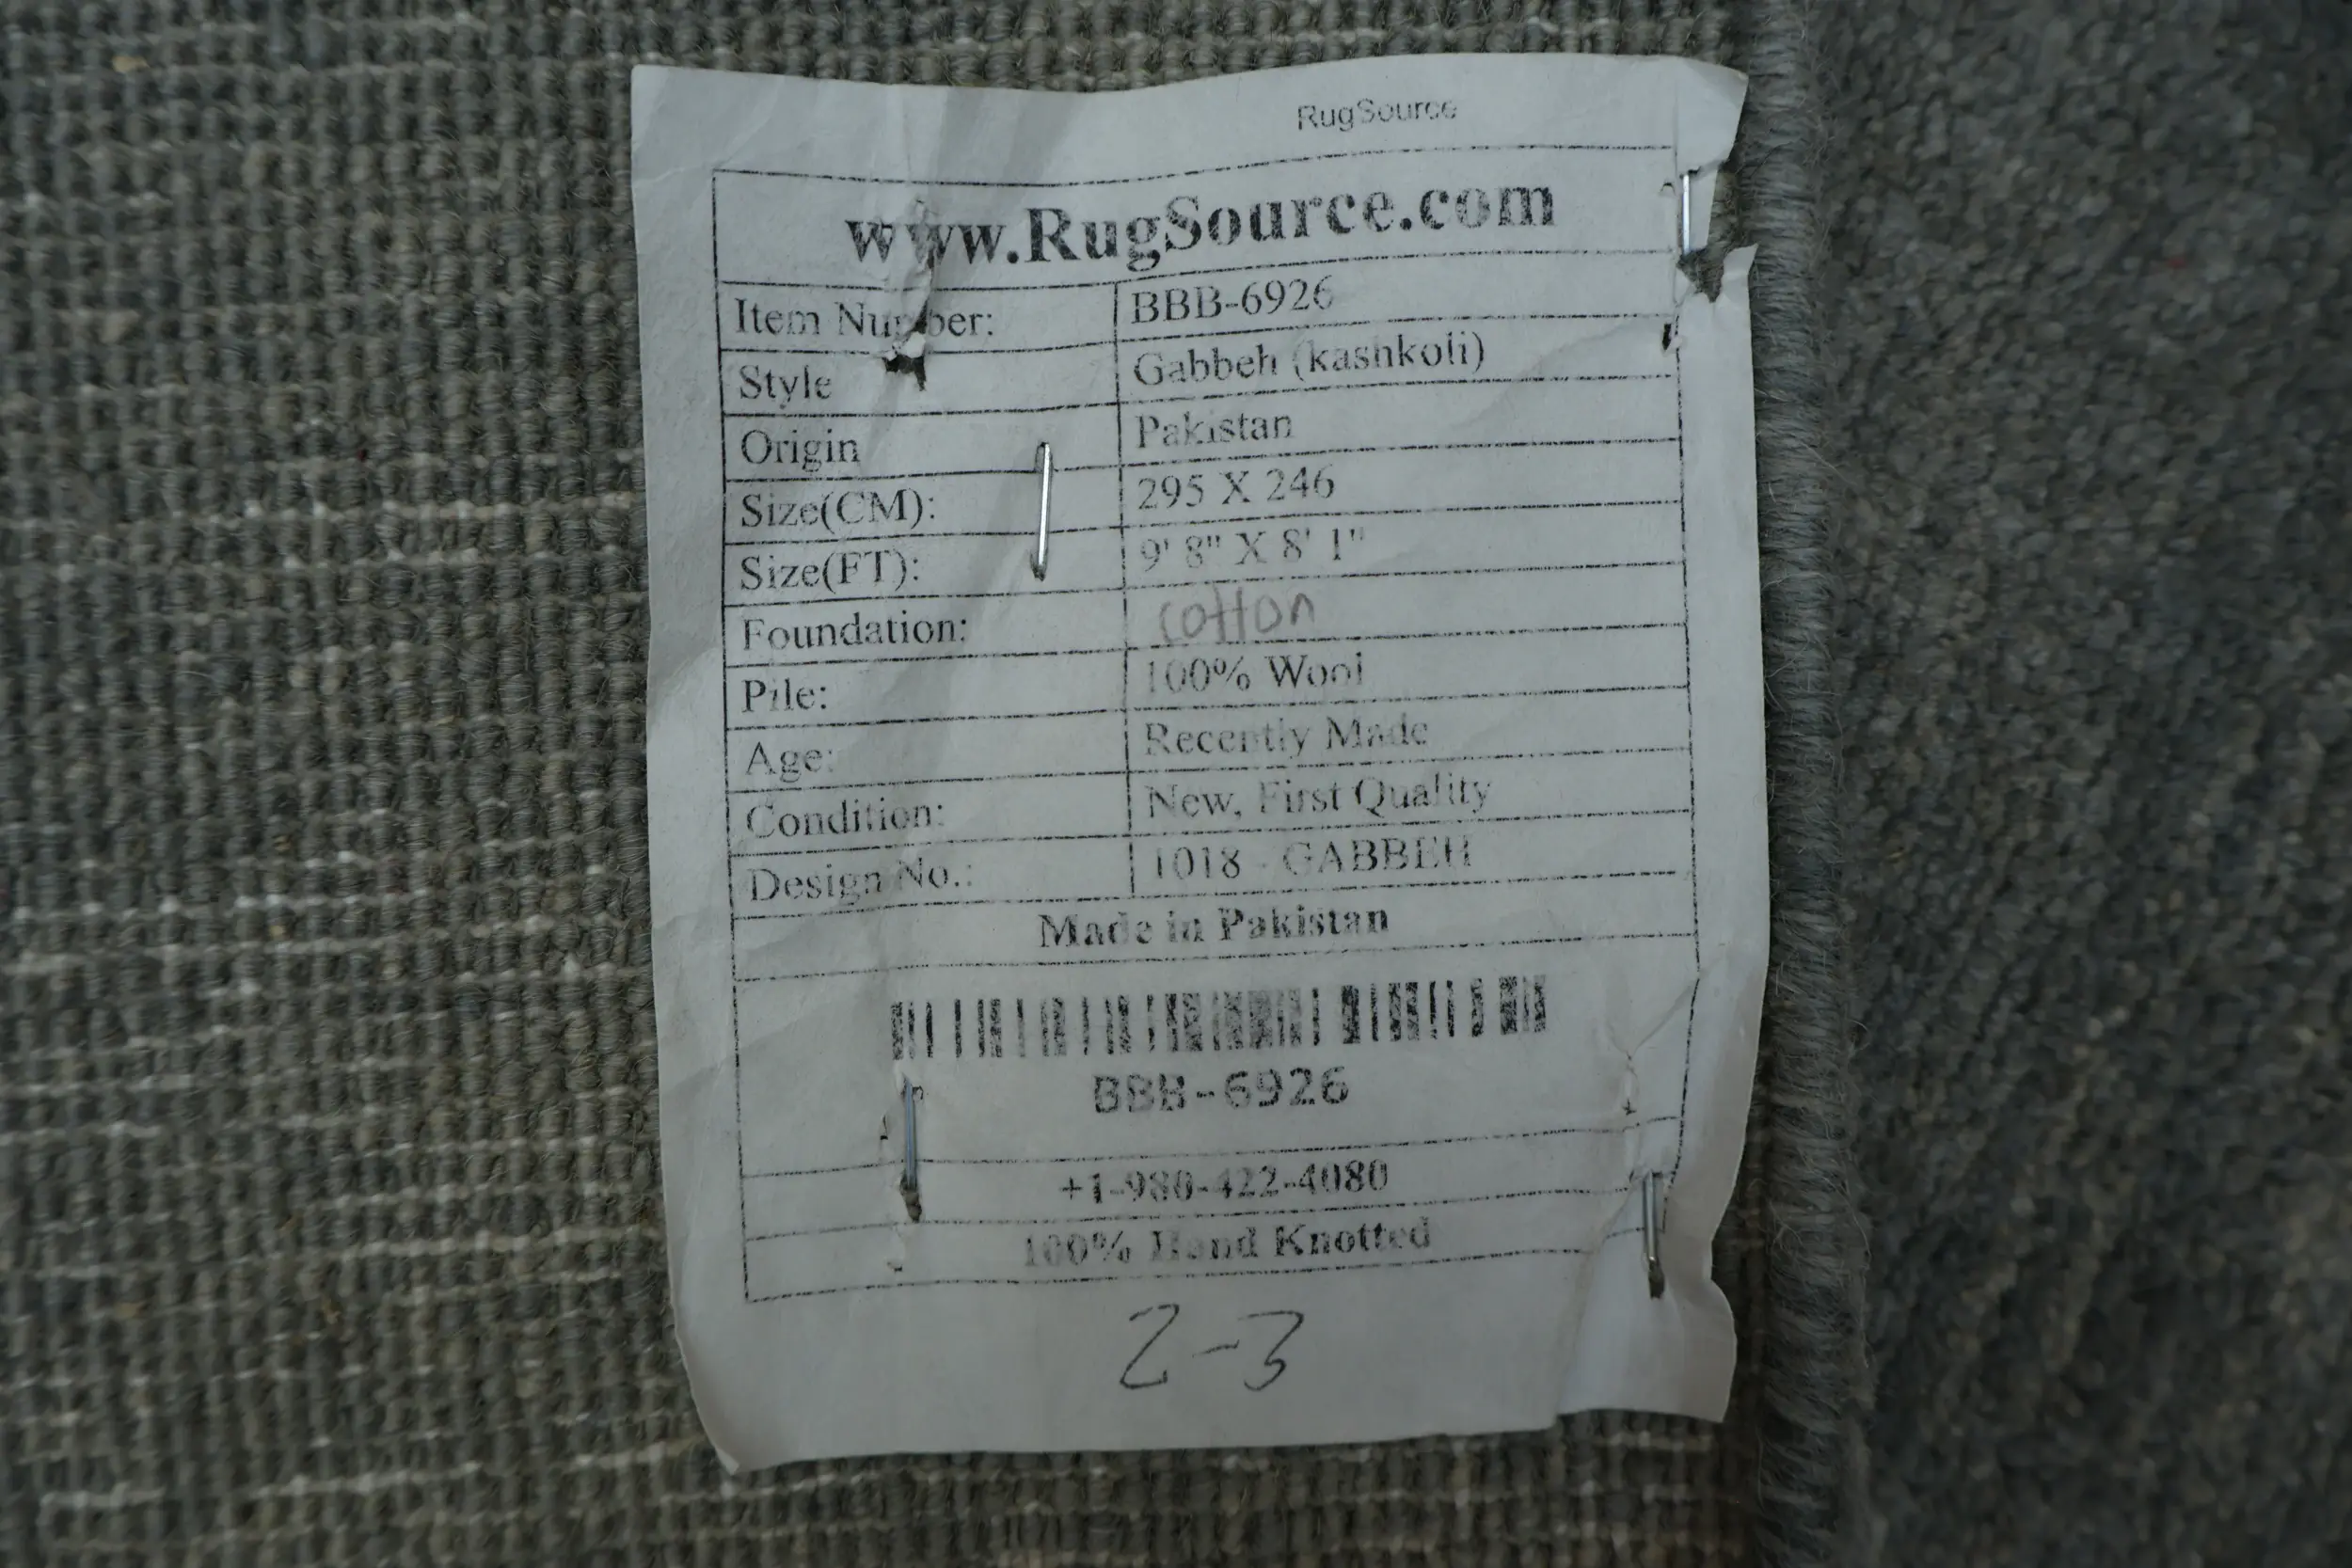 RugSource
www.RugSource.com
Item Number: BBB-6926
Style Gabbeh (kashkoli)
Origin Pakistan
Size(CM): 295 X 246
Size(FT): 9' 8" X 8' 1"
Foundation: cotton
Pile: 100% Wool
Age: Recently Made
Condition: New, First Quality
Design No.: 1018 - GABBEH
Made in Pakistan
BBB-6926
+1-980-422-4080
100% Hand Knotted
2-3